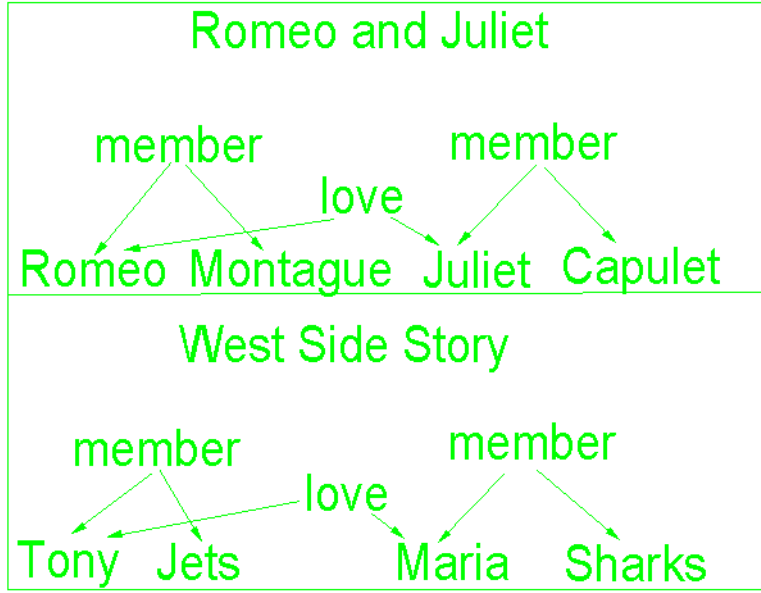 Romeo and Juliet
member member
love
Romeo Montague Juliet Capulet
West Side Story
member member
love
Tony Jets Maria Sharks